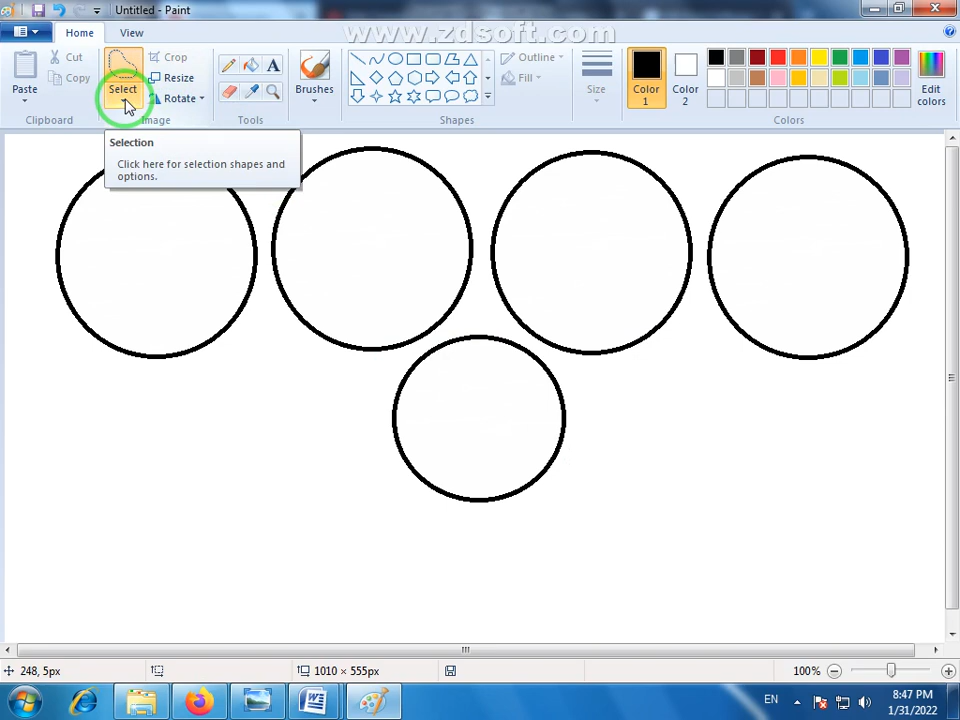 Untitled - Paint
www.zdsoft.com
Home
View
Paste
Cut
Copy
Clipboard
Select
Crop
Resize
Rotate
Image
A
Tools
Brushes
Outline
Fill
Shapes
Size
Color
1
Color
2
Edit
colors
Colors
Selection
Click here for selection shapes and
options.
248, 5px
1010 × 555px
100%
EN
8:47 PM
1/31/2022